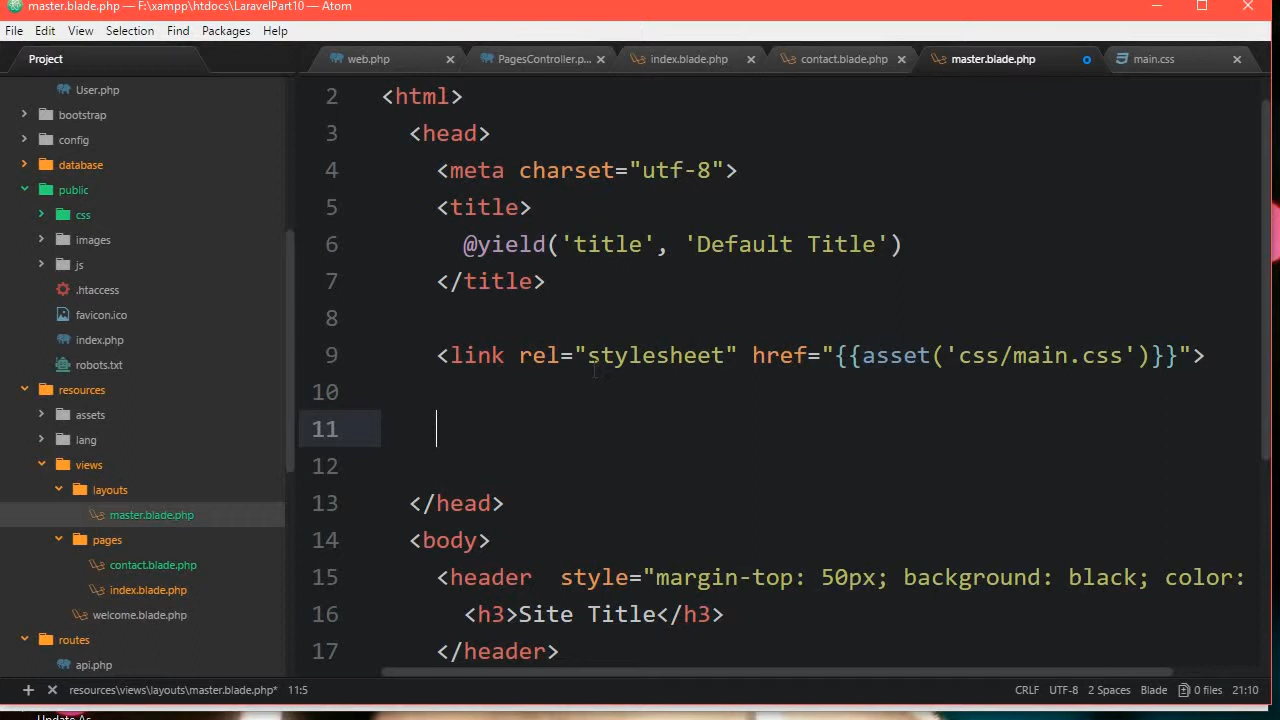 master.blade.php — F:\xampp\htdocs\LaravelPart10 — Atom
File Edit View Selection Find Packages Help
Project
web.php
PagesController.p...
index.blade.php
contact.blade.php
master.blade.php
main.css
User.php
bootstrap
config
database
public
css
images
js
.htaccess
favicon.ico
index.php
robots.txt
resources
assets
lang
views
layouts
master.blade.php
pages
contact.blade.php
index.blade.php
welcome.blade.php
routes
api.php
2 <html>
3 <head>
4 <meta charset="utf-8">
5 <title>
6 @yield('title', 'Default Title')
7 </title>
8
9 <link rel="stylesheet" href="{{asset('css/main.css')}}">
10
11
12
13 </head>
14 <body>
15 <header  style="margin-top: 50px; background: black; color:
16 <h3>Site Title</h3>
17 </header>
resources\views\layouts\master.blade.php* 11:5
CRLF UTF-8 2 Spaces Blade 0 files 21:10
Update As